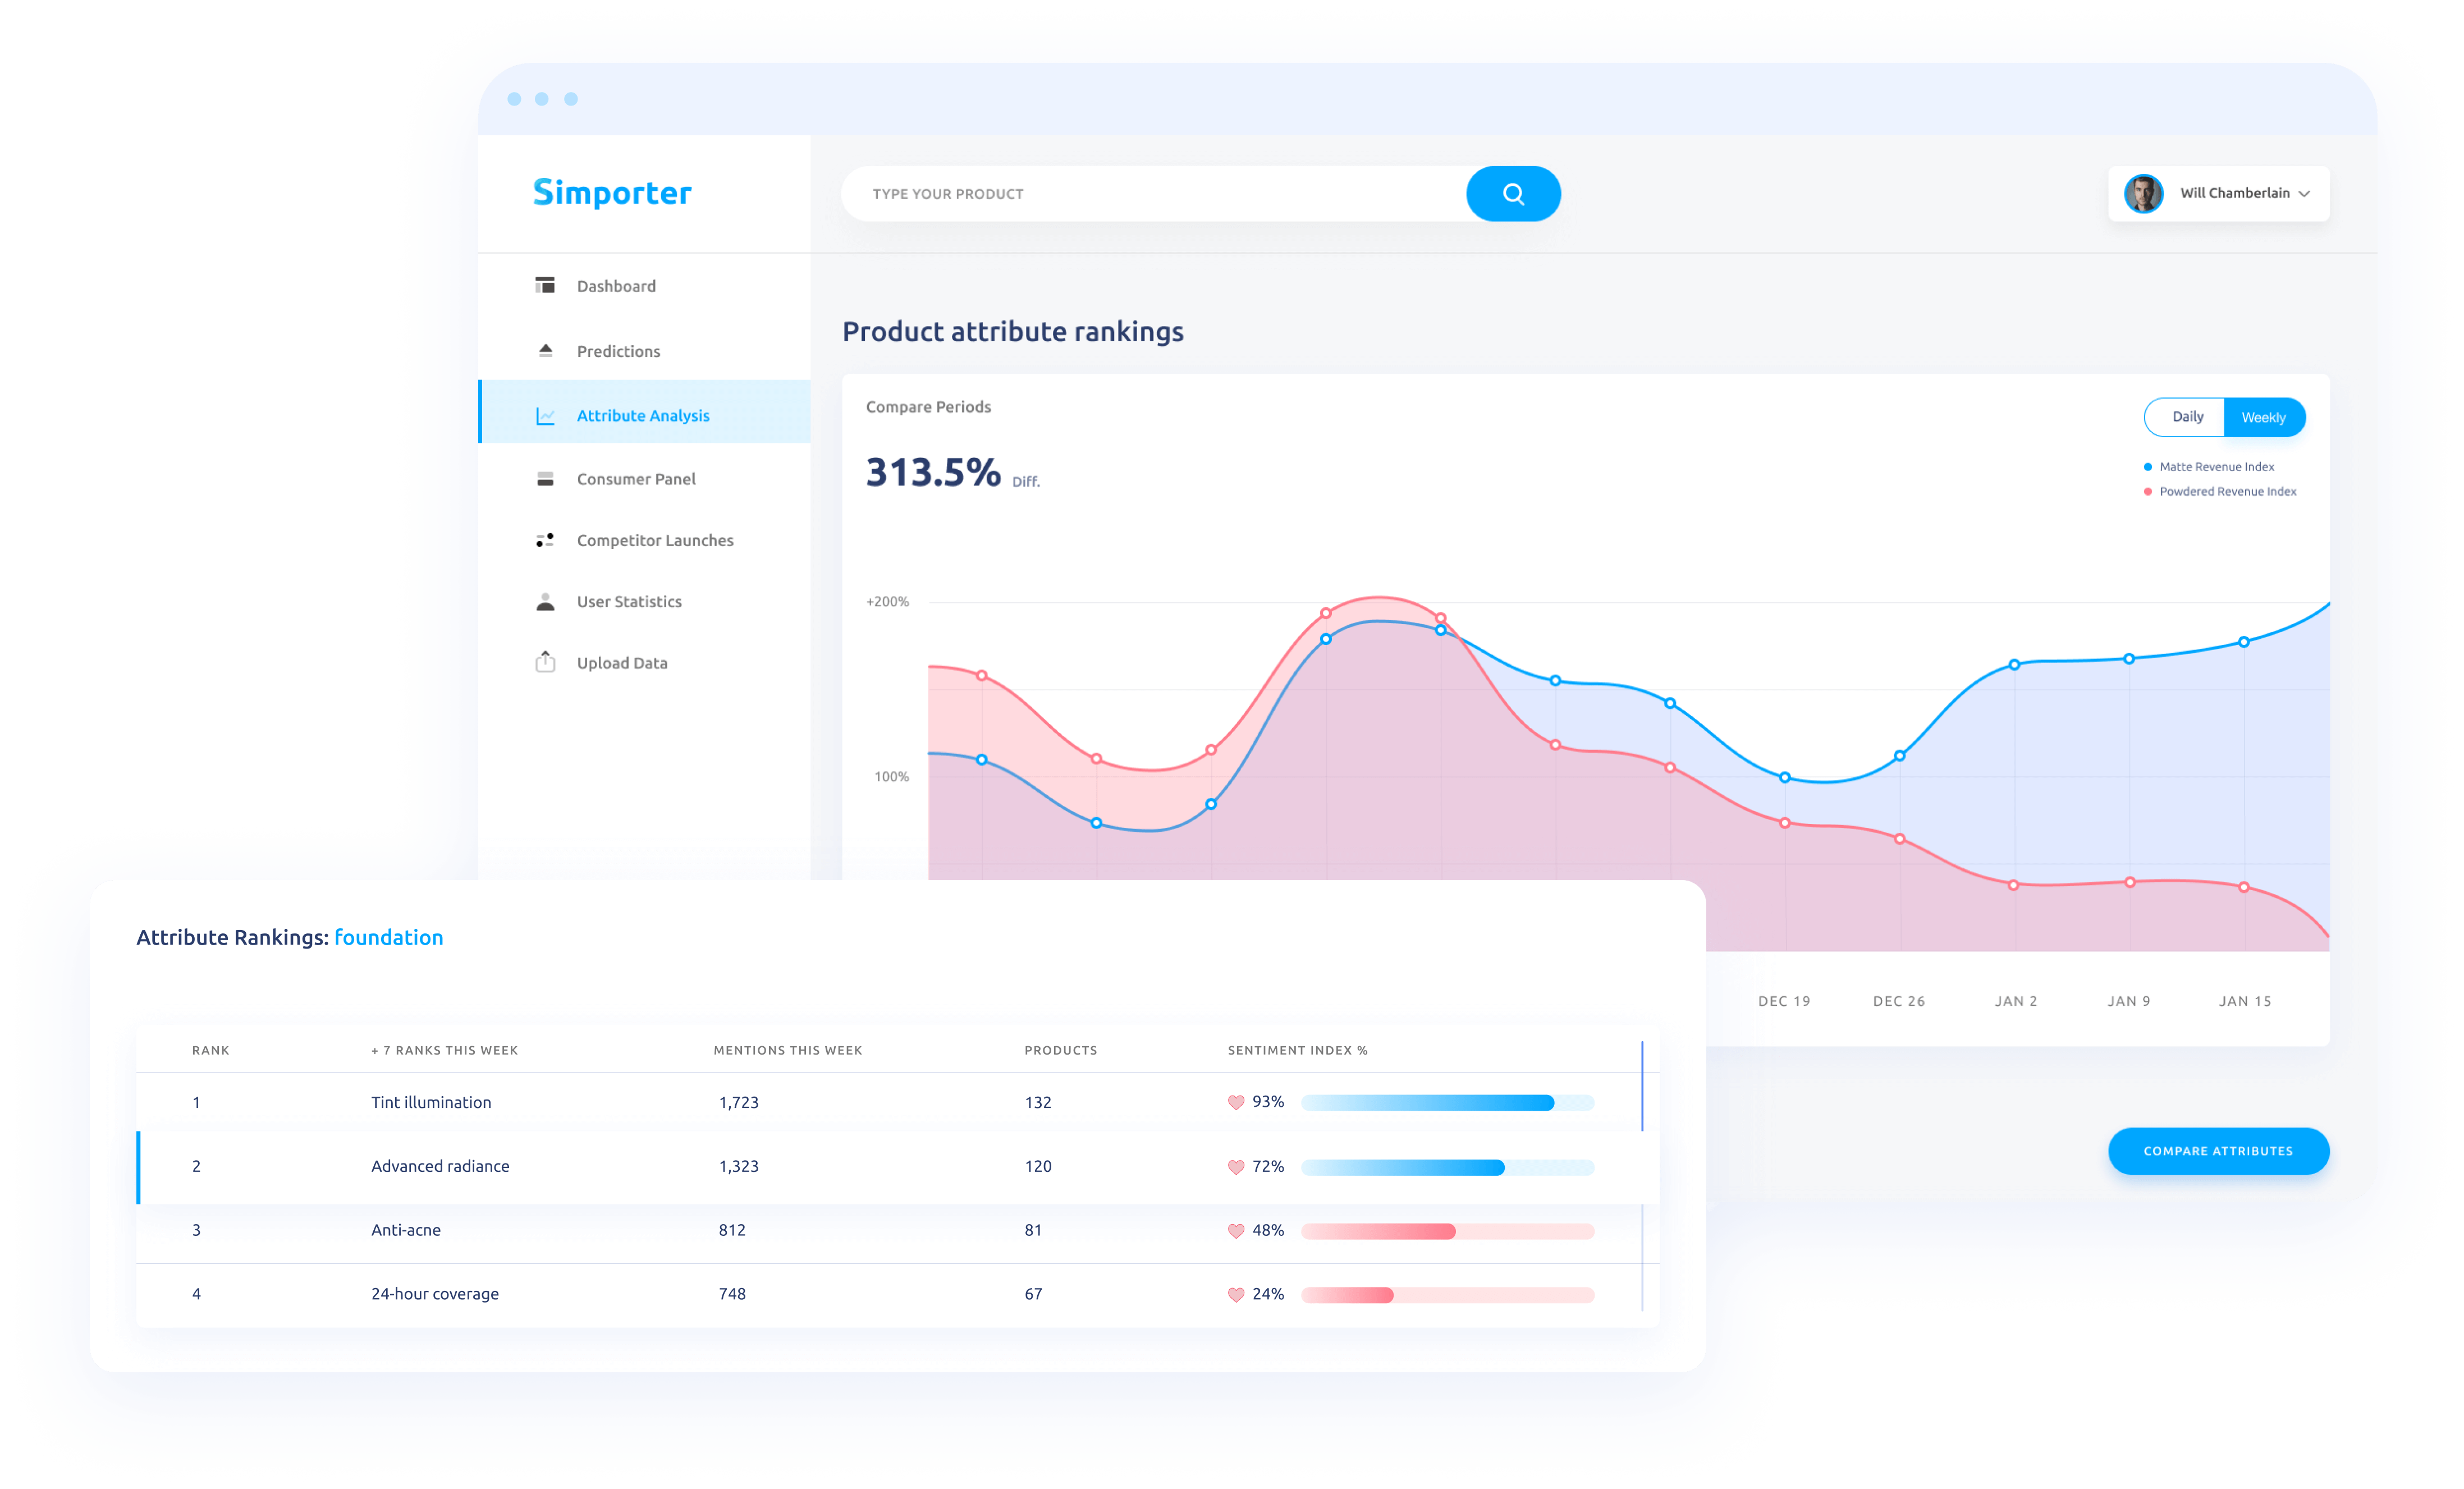 Simporter
TYPE YOUR PRODUCT
Will Chamberlain
Dashboard
Predictions
Attribute Analysis
Consumer Panel
Competitor Launches
User Statistics
Upload Data
Product attribute rankings
Compare Periods
Daily Weekly
313.5% Diff.
Matte Revenue Index
Powdered Revenue Index
+200%
100%
DEC 19 DEC 26 JAN 2 JAN 9 JAN 15
COMPARE ATTRIBUTES
Attribute Rankings: foundation
RANK + 7 RANKS THIS WEEK MENTIONS THIS WEEK PRODUCTS SENTIMENT INDEX %
1 Tint illumination 1,723 132 93%
2 Advanced radiance 1,323 120 72%
3 Anti-acne 812 81 48%
4 24-hour coverage 748 67 24%